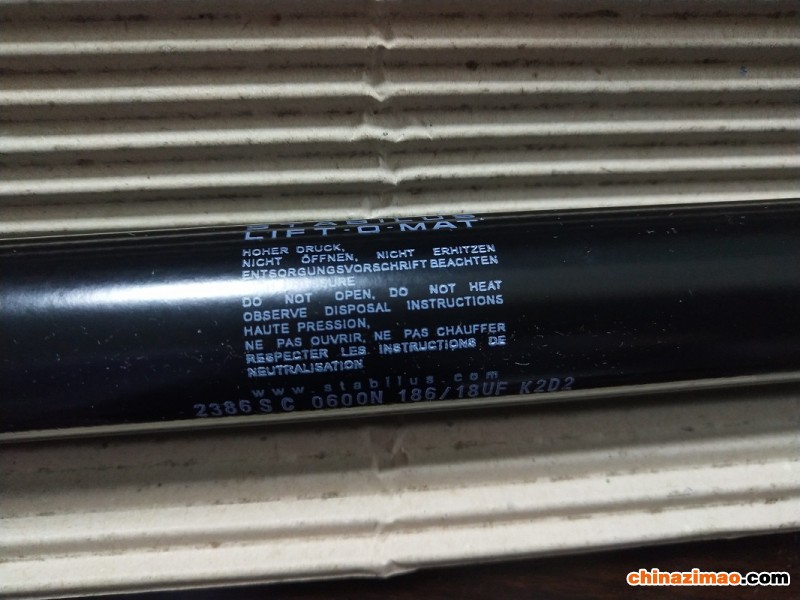 STABILUS
LIFT-O-MAT
HOHER DRUCK,
NICHT ÖFFNEN, NICHT ERHITZEN
ENTSORGUNGSVORSCHRIFT BEACHTEN
DO NOT OPEN, DO NOT HEAT
OBSERVE DISPOSAL INSTRUCTIONS
HAUTE PRESSION,
NE PAS OUVRIR, NE PAS CHAUFFER
RESPECTER LES INSTRUCTIONS DE
NEUTRALISATION
www.stabilus.com
2386SC 0600N 186/18UF K2D2
chinazimao.com